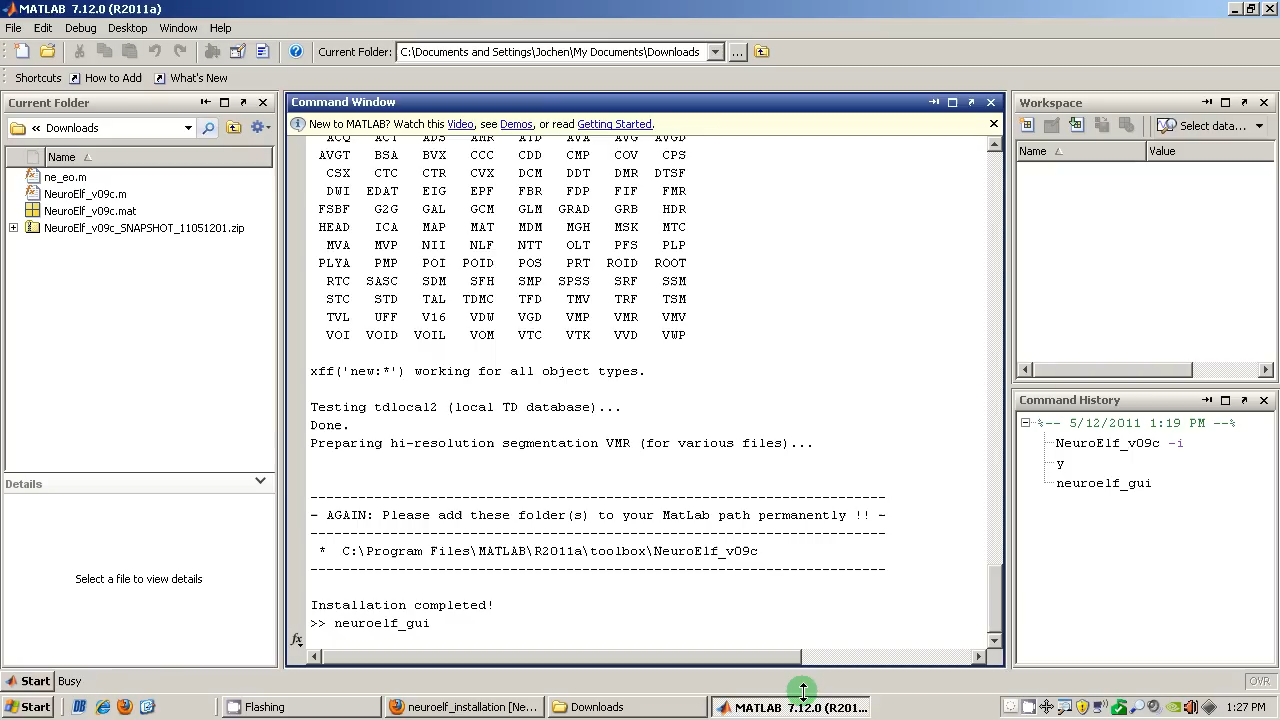 MATLAB 7.12.0 (R2011a)
File Edit Debug Desktop Window Help
Current Folder: C:\Documents and Settings\Jochen\My Documents\Downloads ...
Shortcuts How to Add What's New
Current Folder
« Downloads
Name
ne_eo.m
NeuroElf_v09c.m
NeuroElf_v09c.mat
NeuroElf_v09c_SNAPSHOT_11051201.zip
Details
Select a file to view details
Command Window
New to MATLAB? Watch this Video, see Demos, or read Getting Started.
ACQ ACT ADS AMR ATD AVA AVG AVGD
AVGT BSA BVX CCC CDD CMP COV CPS
CSX CTC CTR CVX DCM DDT DMR DTSF
DWI EDAT EIG EPF FBR FDP FIF FMR
FSBF G2G GAL GCM GLM GRAD GRB HDR
HEAD ICA MAP MAT MDM MGH MSK MTC
MVA MVP NII NLF NTT OLT PFS PLP
PLYA PMP POI POID POS PRT ROID ROOT
RTC SASC SDM SFH SMP SPSS SRF SSM
STC STD TAL TDMC TFD TMV TRF TSM
TVL UFF V16 VDW VGD VMP VMR VMV
VOI VOID VOIL VOM VTC VTK VVD VWP
xff('new:*') working for all object types.
Testing tdlocal2 (local TD database)...
Done.
Preparing hi-resolution segmentation VMR (for various files)...
------------------------------------------------------------------------
- AGAIN: Please add these folder(s) to your MatLab path permanently !! -
------------------------------------------------------------------------
* C:\Program Files\MATLAB\R2011a\toolbox\NeuroElf_v09c
------------------------------------------------------------------------
Installation completed!
>> neuroelf_gui
fx
Workspace
Select data...
Name Value
Command History
%-- 5/12/2011 1:19 PM --%
NeuroElf_v09c -i
y
neuroelf_gui
Start Busy OVR
Start Flashing neuroelf_installation [Ne... Downloads MATLAB 7.12.0 (R201... 1:27 PM